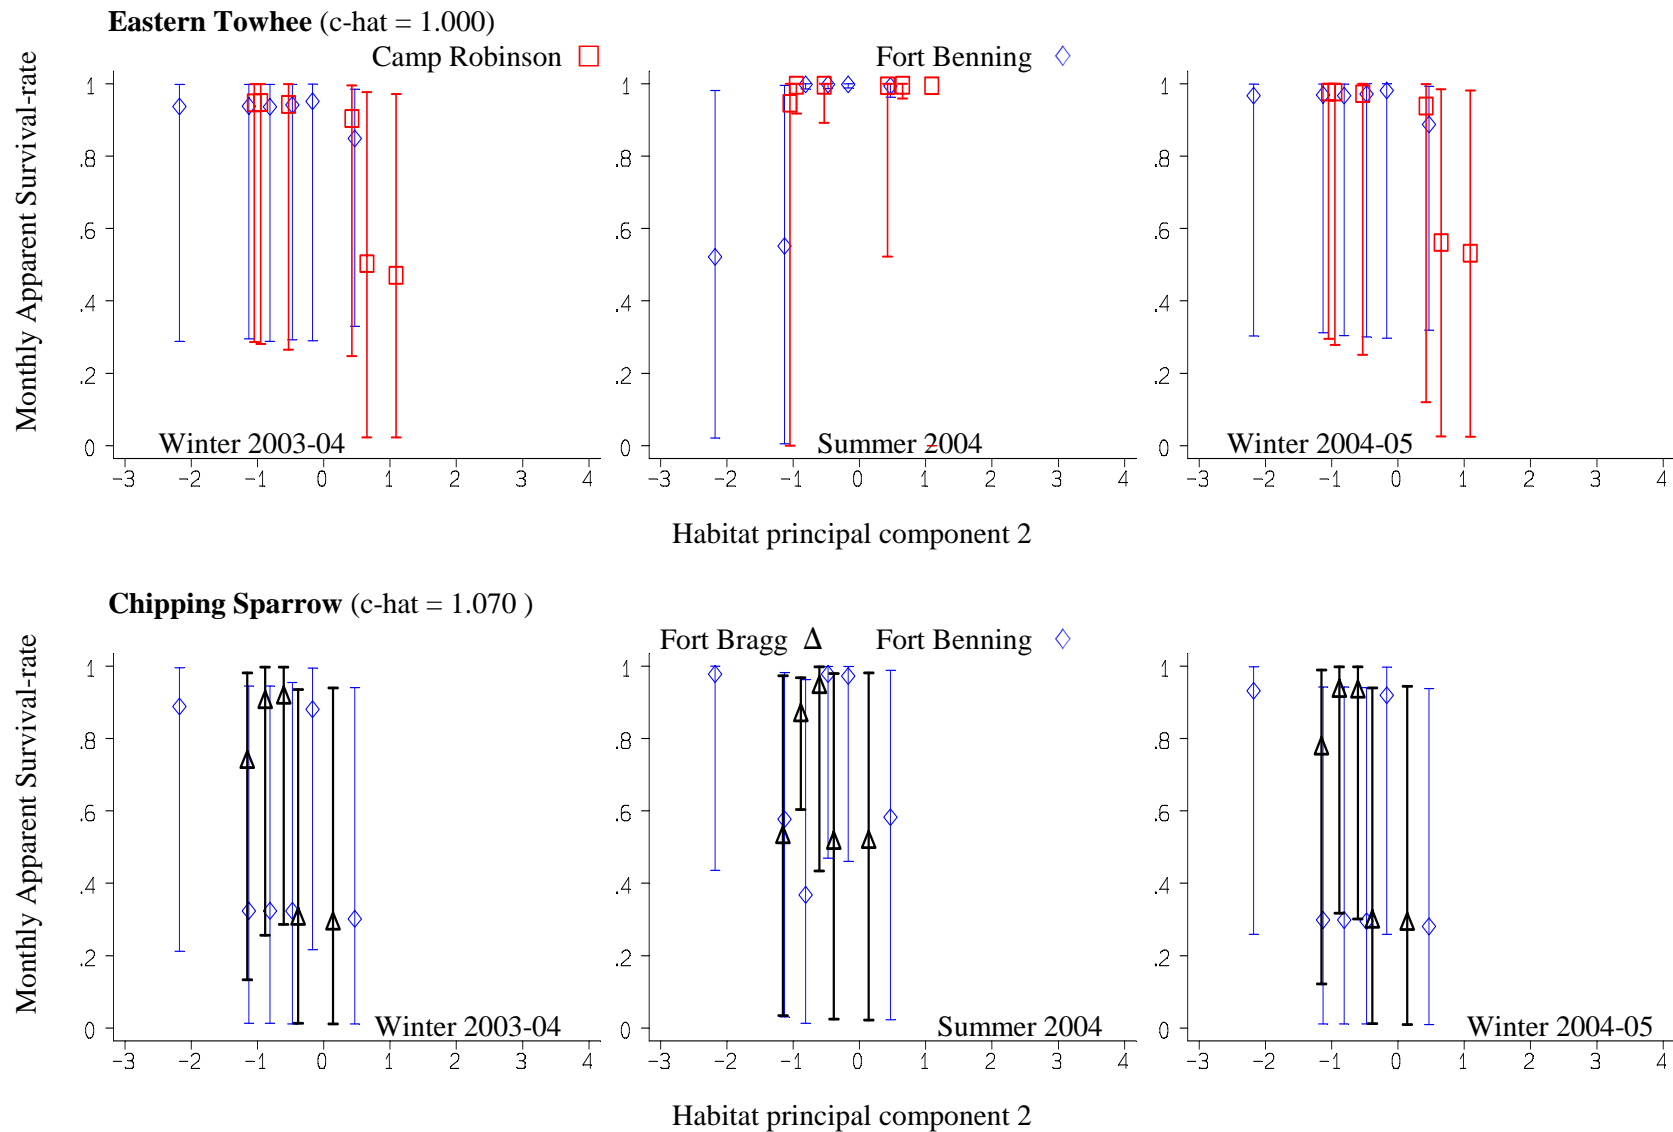 Eastern Towhee (c-hat = 1.000)
Camp Robinson
Fort Benning
Monthly Apparent Survival-rate
1 .8 .6 .4 .2 0
Winter 2003-04
-3 -2 -1 0 1 2 3 4
1 .8 .6 .4 .2 0
Summer 2004
-3 -2 -1 0 1 2 3 4
1 .8 .6 .4 .2 0
Winter 2004-05
-3 -2 -1 0 1 2 3 4
Habitat principal component 2
Chipping Sparrow (c-hat = 1.070 )
Fort Bragg Δ
Fort Benning
Monthly Apparent Survival-rate
1 .8 .6 .4 .2 0
Winter 2003-04
-3 -2 -1 0 1 2 3 4
1 .8 .6 .4 .2 0
Summer 2004
-3 -2 -1 0 1 2 3 4
1 .8 .6 .4 .2 0
Winter 2004-05
-3 -2 -1 0 1 2 3 4
Habitat principal component 2